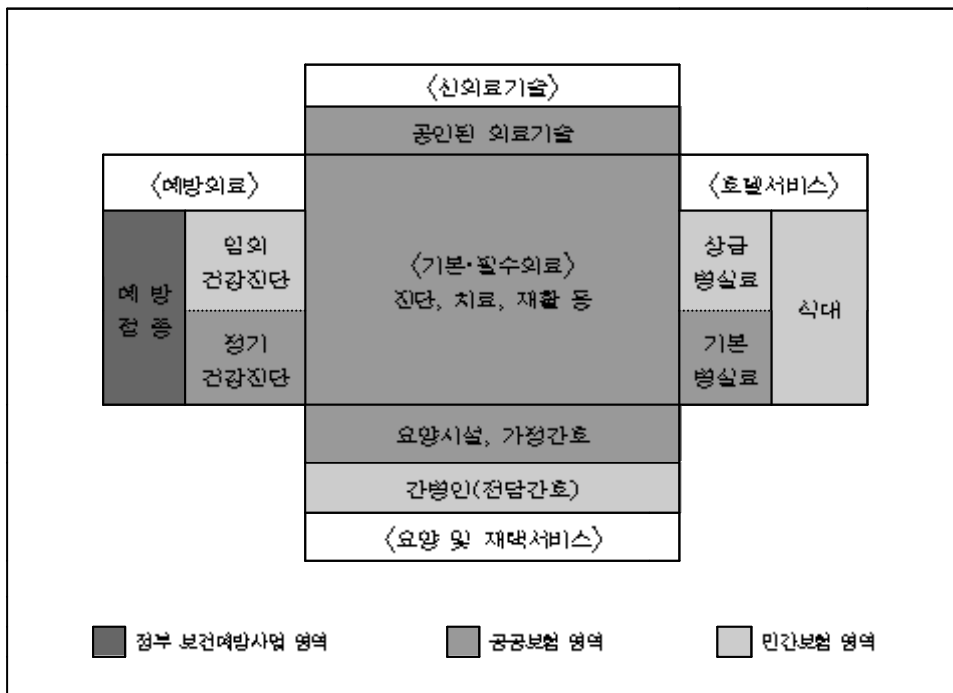 〈신의료기술〉
공인된 의료기술
〈예방의료〉
〈호텔서비스〉
예 방
접 종
임의
건강진단
정기
건강진단
〈기본·필수의료〉
진단, 치료, 재활 등
상급
병실료
기본
병실료
식대
요양시설, 가정간호
간병인(전담간호)
〈요양 및 재택서비스〉
정부 보건예방사업 영역
공공보험 영역
민간보험 영역